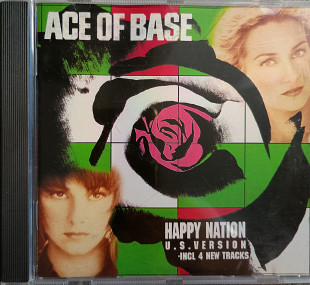 ACE OF BASE
HAPPY NATION
U.S.VERSION
·INCL 4 NEW TRACKS